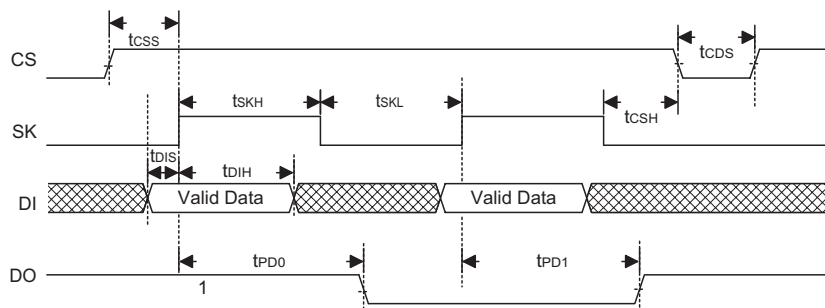 tCSS
tCDS
CS
tSKH
tSKL
tCSH
SK
tDIS
tDIH
DI
Valid Data
Valid Data
tPD0
tPD1
DO
1